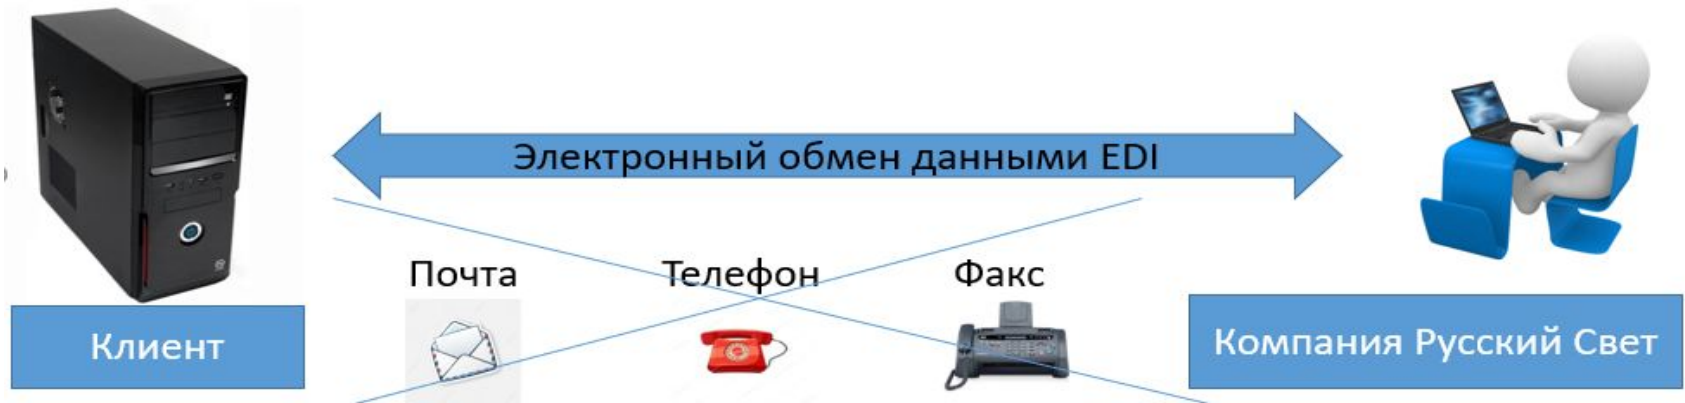 Электронный обмен данными EDI
Почта
Телефон
Факс
Клиент
Компания Русский Свет